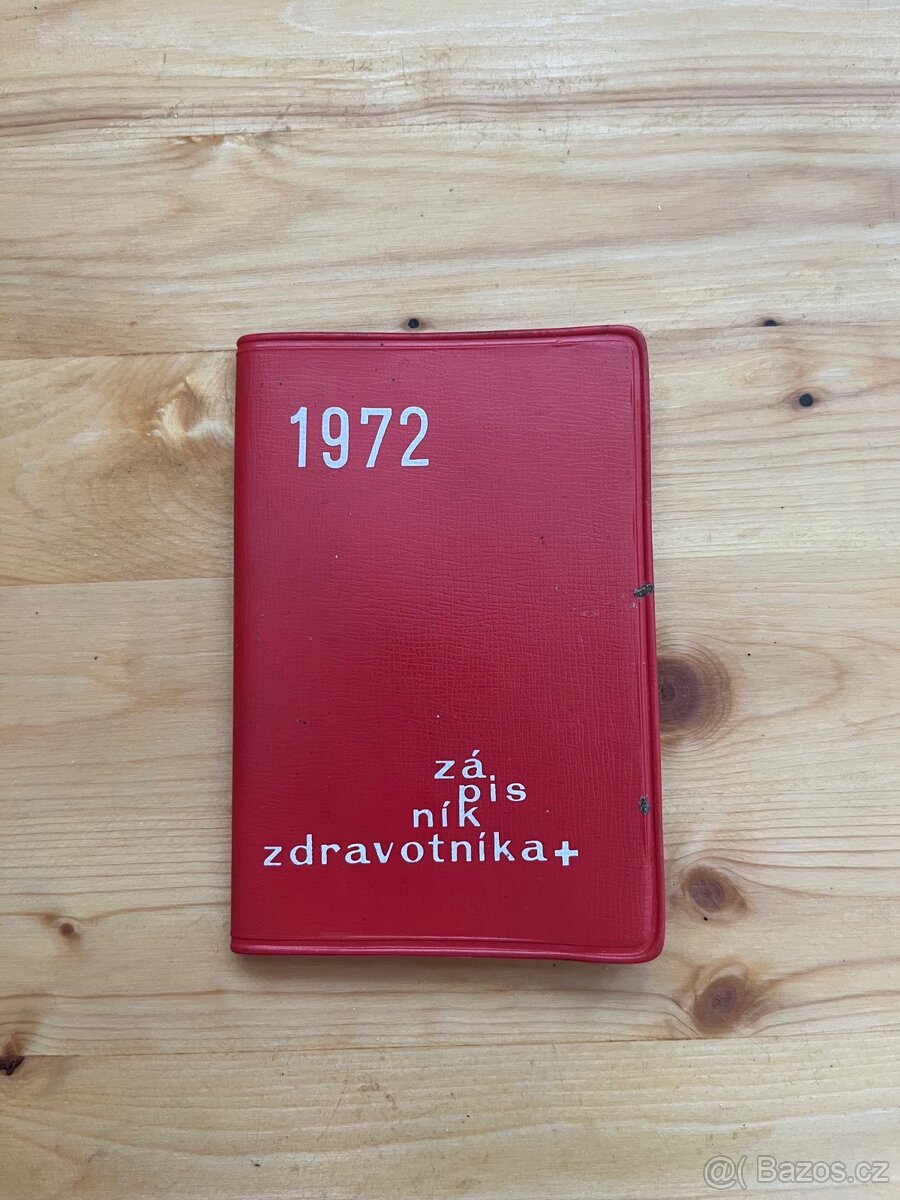 1972
zá
pis
ník
zdravotníka+
@( Bazos.cz